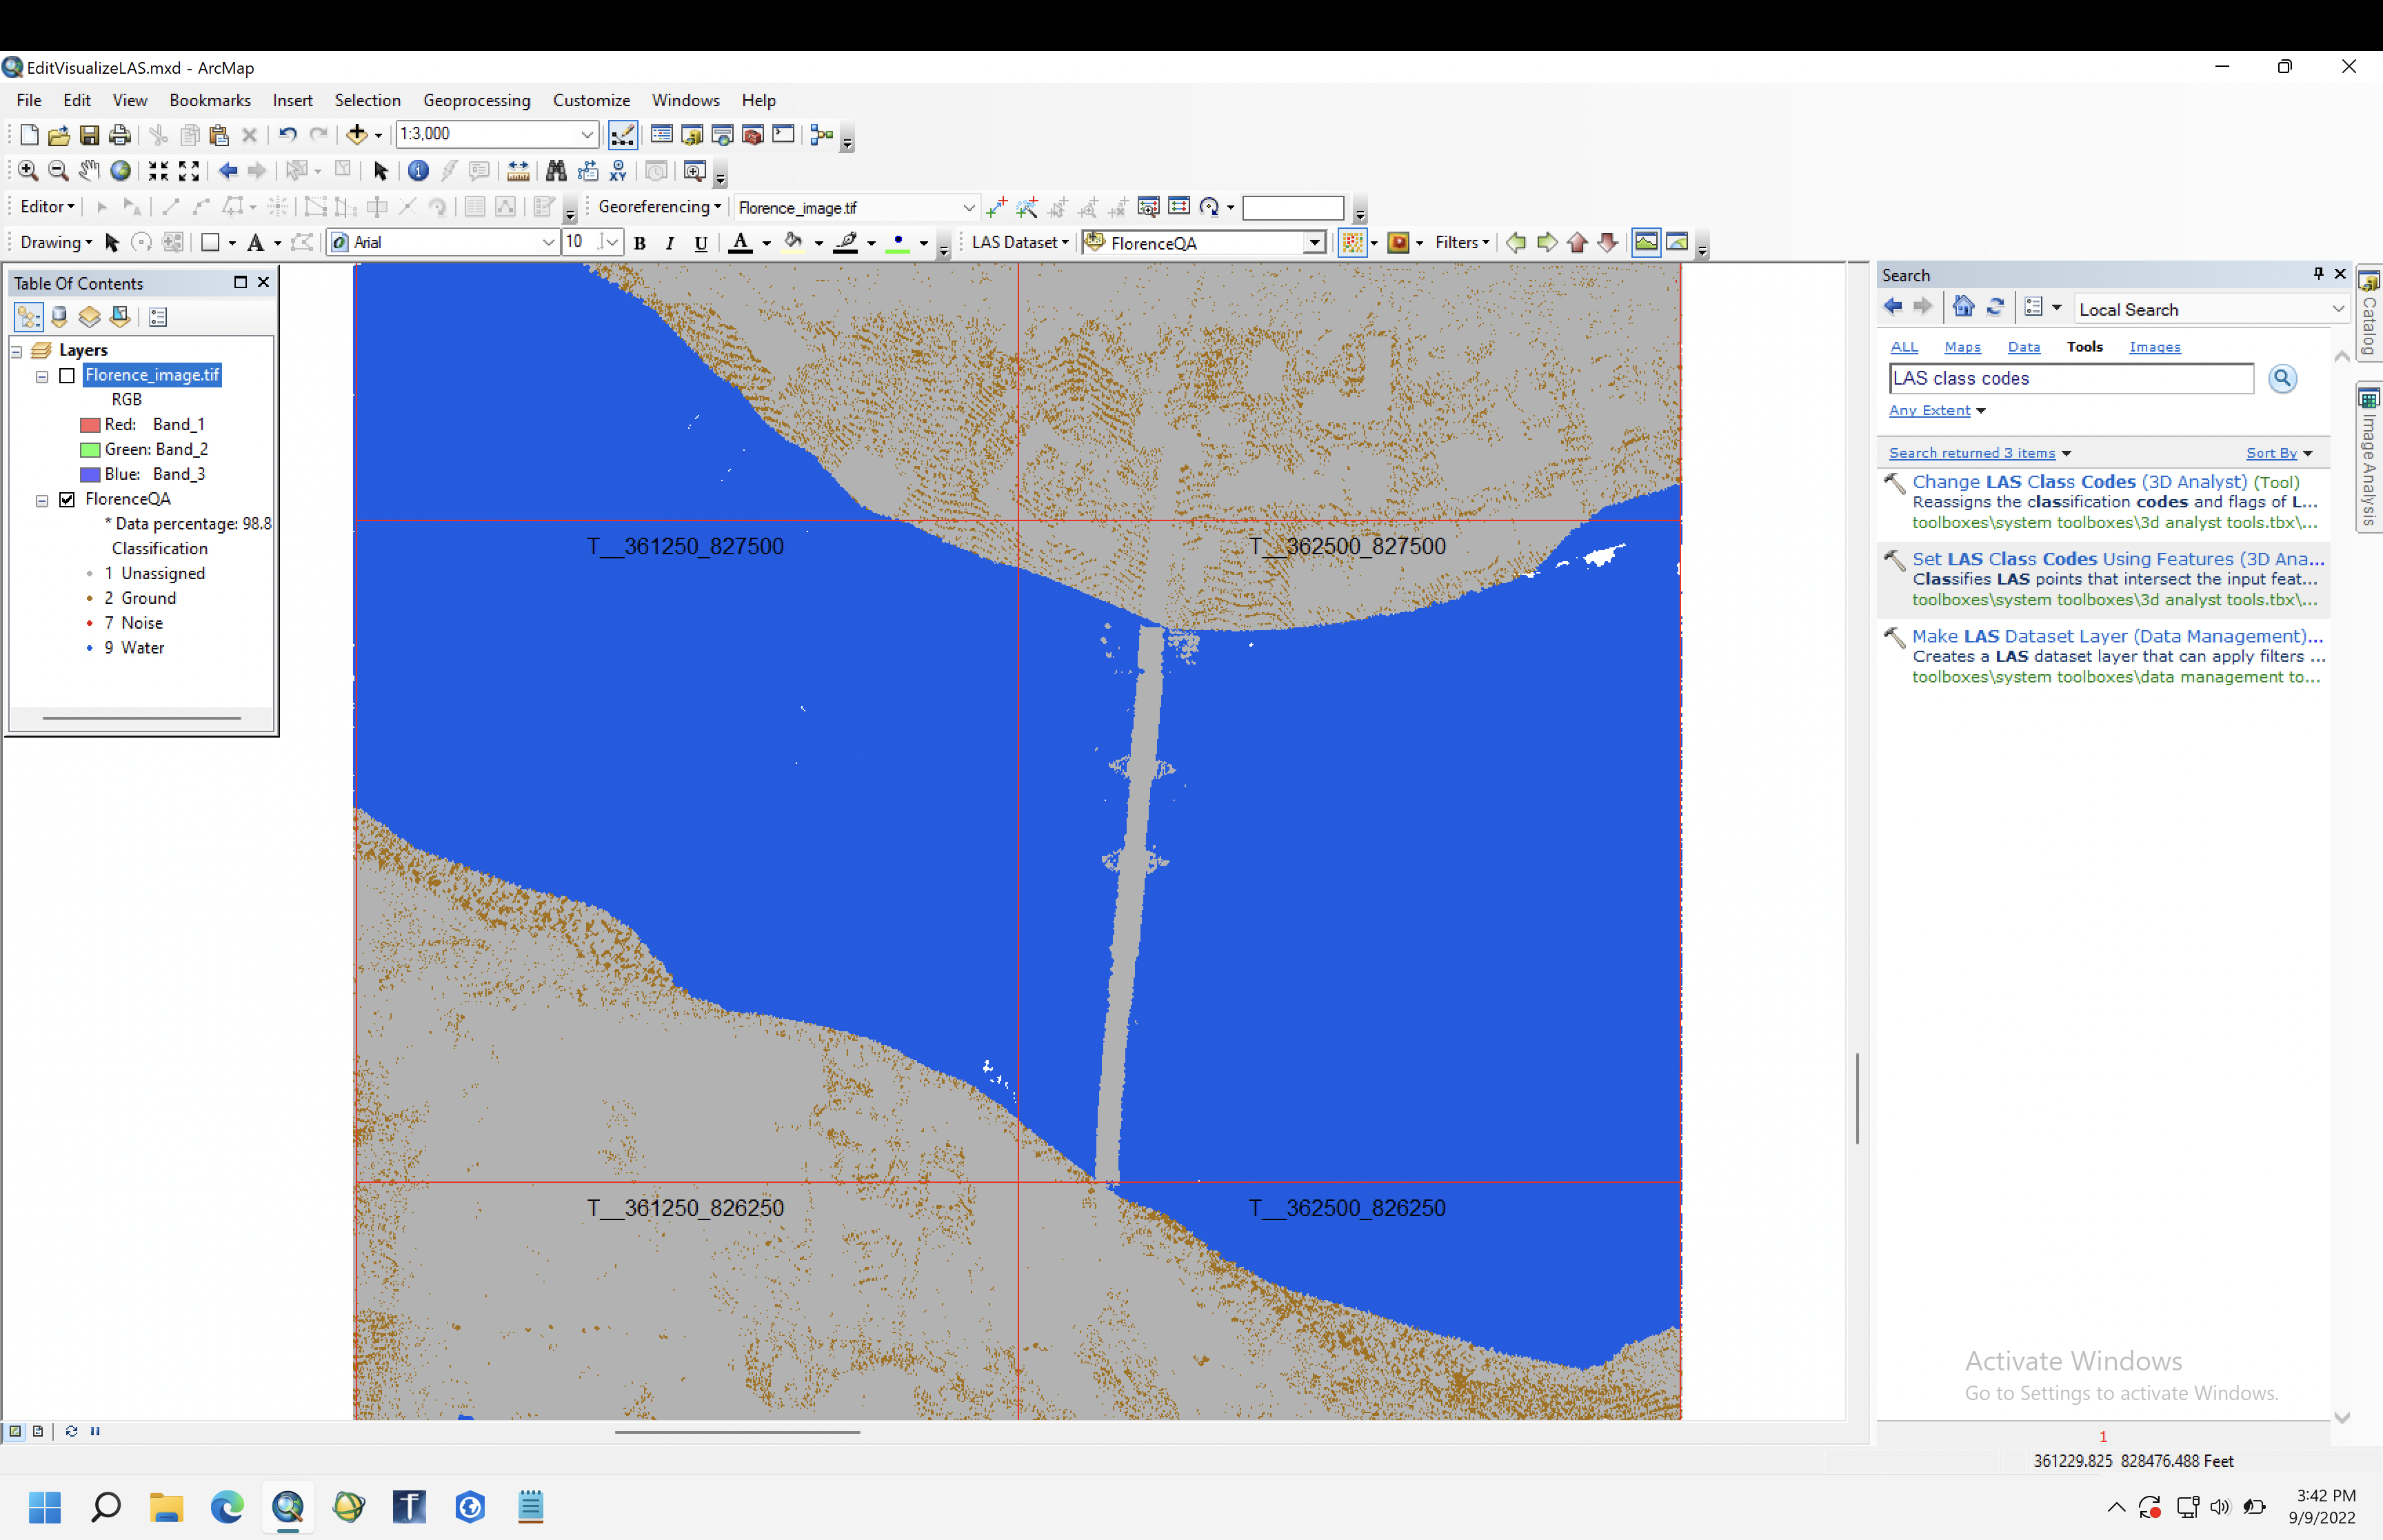 EditVisualizeLAS.mxd - ArcMap
File Edit View Bookmarks Insert Selection Geoprocessing Customize Windows Help
1:3,000
Editor Georeferencing Florence_image.tif
Drawing A Arial 10 B I U A LAS Dataset FlorenceQA Filters
Table Of Contents
Layers
Florence_image.tif
RGB
Red: Band_1
Green: Band_2
Blue: Band_3
FlorenceQA
* Data percentage: 98.8
Classification
1 Unassigned
2 Ground
7 Noise
9 Water
T__361250_827500
T__362500_827500
T__361250_826250
T__362500_826250
Search
Local Search
ALL Maps Data Tools Images
LAS class codes
Any Extent
Search returned 3 items Sort By
Change LAS Class Codes (3D Analyst) (Tool)
Reassigns the classification codes and flags of L...
toolboxes\system toolboxes\3d analyst tools.tbx\...
Set LAS Class Codes Using Features (3D Ana...
Classifies LAS points that intersect the input feat...
toolboxes\system toolboxes\3d analyst tools.tbx\...
Make LAS Dataset Layer (Data Management)...
Creates a LAS dataset layer that can apply filters ...
toolboxes\system toolboxes\data management to...
Catalog
Image Analysis
Activate Windows
Go to Settings to activate Windows.
1
361229.825 828476.488 Feet
3:42 PM
9/9/2022